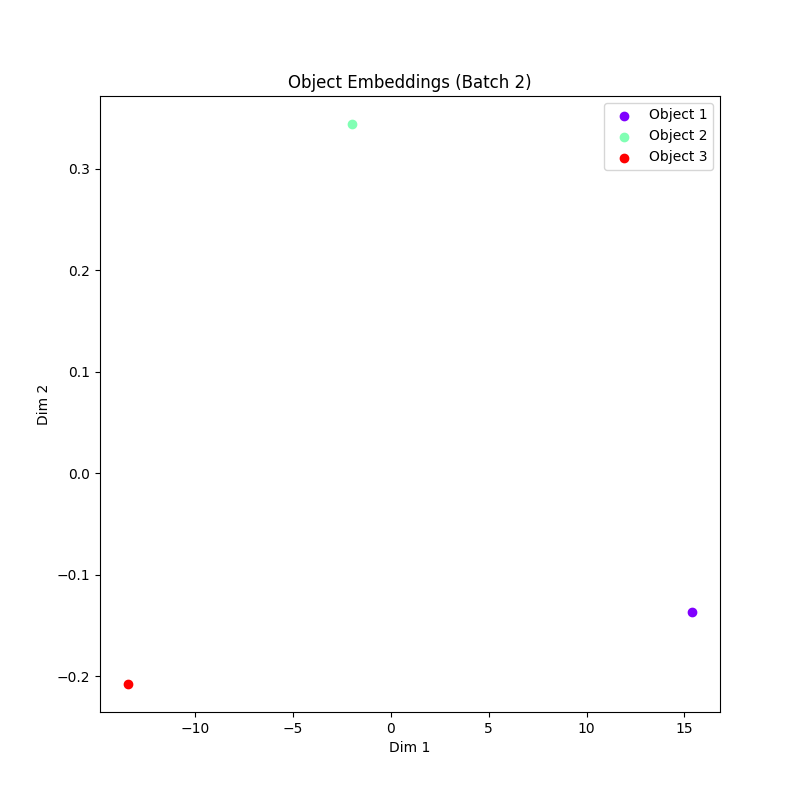 Object Embeddings (Batch 2)
Object 1
Object 2
Object 3
0.3
0.2
0.1
0.0
−0.1
−0.2
Dim 2
−10 −5 0 5 10 15
Dim 1